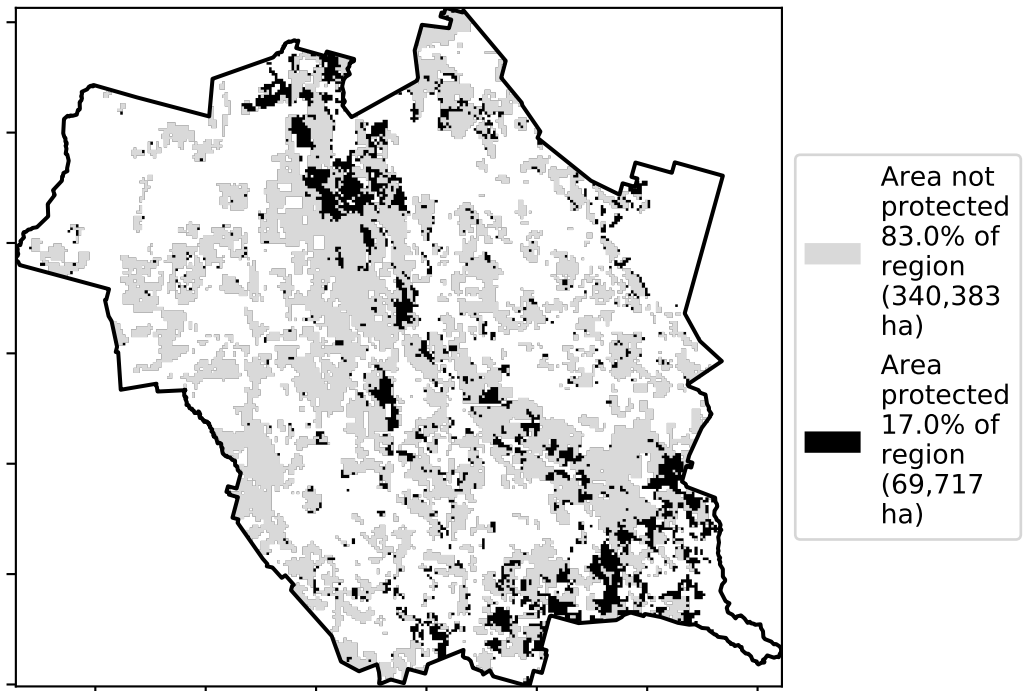 Area not
protected
83.0% of
region
(340,383
ha)
Area
protected
17.0% of
region
(69,717
ha)